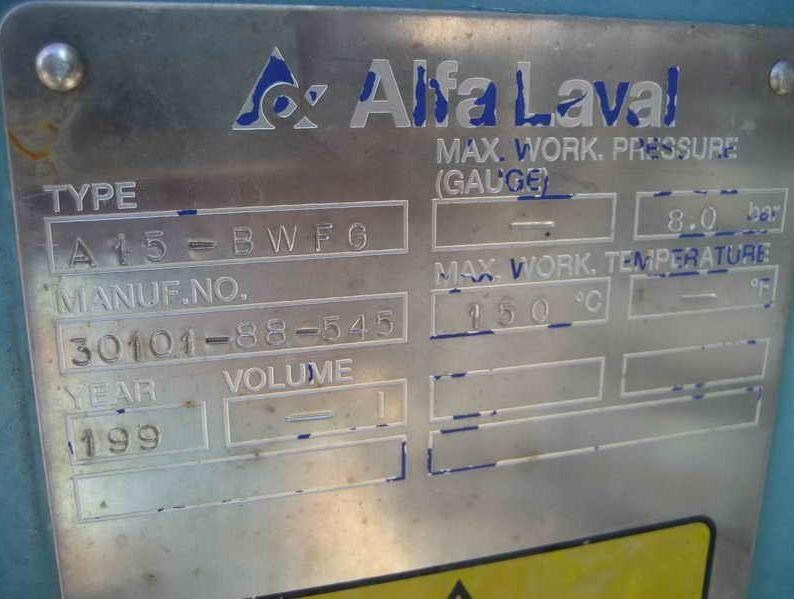 Alfa Laval
TYPE
A15-BWFG
MAX. WORK. PRESSURE
(GAUGE)
— 8.0 bar
MANUF.NO.
30101-88-545
MAX. WORK. TEMPERATURE
150 °C — °F
YEAR VOLUME
199 — l